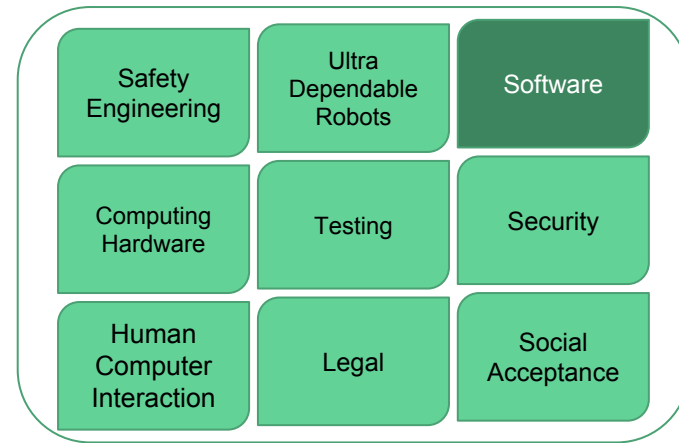 Safety
Engineering
Ultra
Dependable
Robots
Software
Computing
Hardware
Testing
Security
Human
Computer
Interaction
Legal
Social
Acceptance